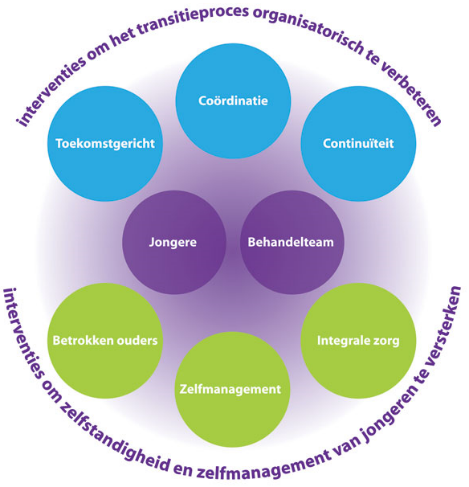 interventies om het transitieproces organisatorisch te verbeteren
Coördinatie
Toekomstgericht
Continuïteit
Jongere
Behandelteam
Betrokken ouders
Integrale zorg
Zelfmanagement
interventies om zelfstandigheid en zelfmanagement van jongeren te versterken